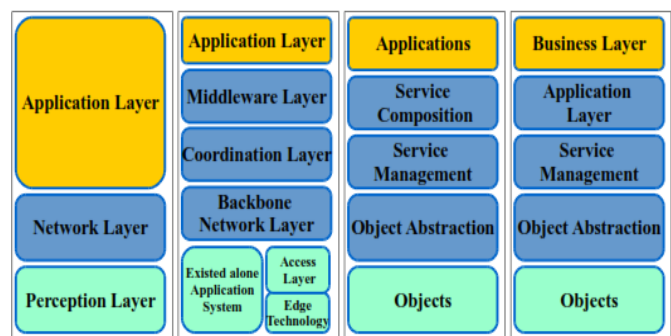 Application Layer
Network Layer
Perception Layer
Application Layer
Middleware Layer
Coordination Layer
Backbone
Network Layer
Existed alone
Application
System
Access
Layer
Edge
Technology
Applications
Service
Composition
Service
Management
Object Abstraction
Objects
Business Layer
Application
Layer
Service
Management
Object Abstraction
Objects